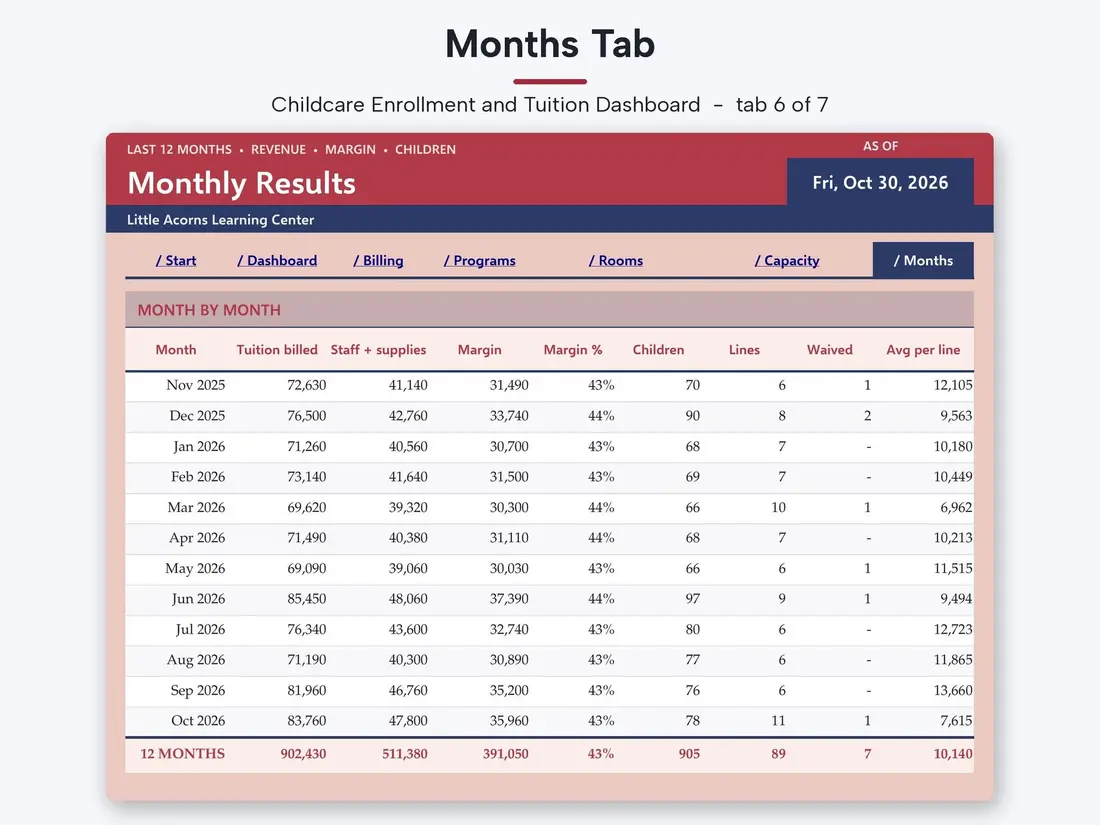 Months Tab
Childcare Enrollment and Tuition Dashboard - tab 6 of 7
LAST 12 MONTHS • REVENUE • MARGIN • CHILDREN
AS OF
Monthly Results
Fri, Oct 30, 2026
Little Acorns Learning Center
/ Start / Dashboard / Billing / Programs / Rooms / Capacity / Months
MONTH BY MONTH
Month Tuition billed Staff + supplies Margin Margin % Children Lines Waived Avg per line
Nov 2025 72,630 41,140 31,490 43% 70 6 1 12,105
Dec 2025 76,500 42,760 33,740 44% 90 8 2 9,563
Jan 2026 71,260 40,560 30,700 43% 68 7 - 10,180
Feb 2026 73,140 41,640 31,500 43% 69 7 - 10,449
Mar 2026 69,620 39,320 30,300 44% 66 10 1 6,962
Apr 2026 71,490 40,380 31,110 44% 68 7 - 10,213
May 2026 69,090 39,060 30,030 43% 66 6 1 11,515
Jun 2026 85,450 48,060 37,390 44% 97 9 1 9,494
Jul 2026 76,340 43,600 32,740 43% 80 6 - 12,723
Aug 2026 71,190 40,300 30,890 43% 77 6 - 11,865
Sep 2026 81,960 46,760 35,200 43% 76 6 - 13,660
Oct 2026 83,760 47,800 35,960 43% 78 11 1 7,615
12 MONTHS 902,430 511,380 391,050 43% 905 89 7 10,140